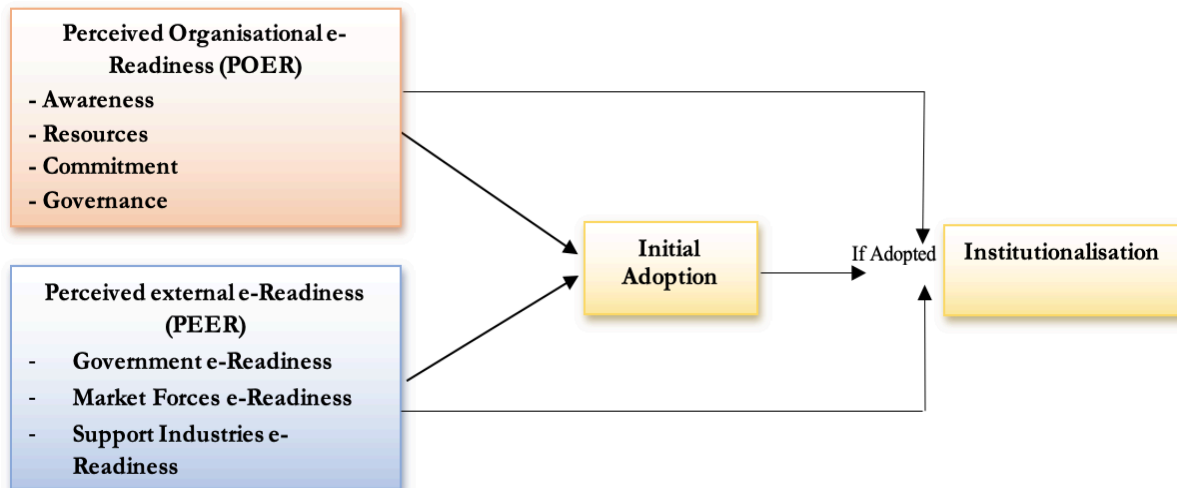 Perceived Organisational e-
Readiness (POER)
- Awareness
- Resources
- Commitment
- Governance
Perceived external e-Readiness
(PEER)
- Government e-Readiness
- Market Forces e-Readiness
- Support Industries e-
Readiness
Initial
Adoption
If Adopted
Institutionalisation